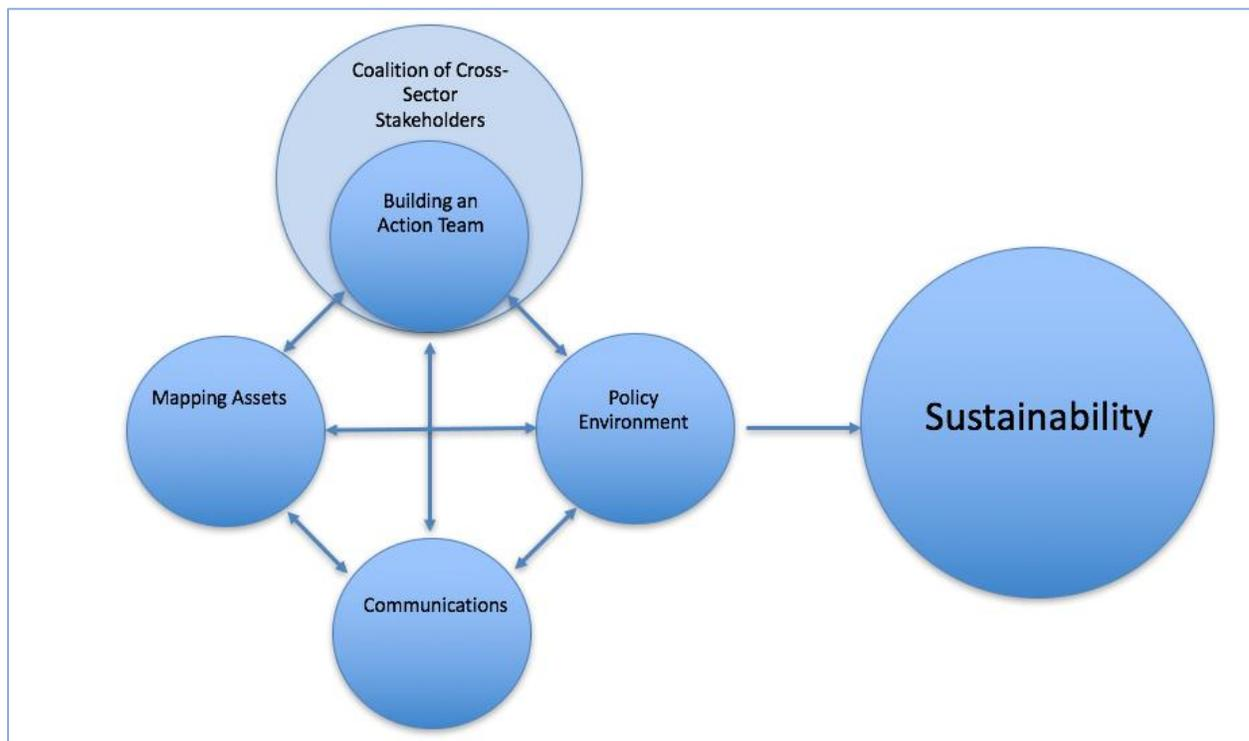 Coalition of Cross-
Sector
Stakeholders
Building an
Action Team
Mapping Assets
Policy
Environment
Sustainability
Communications